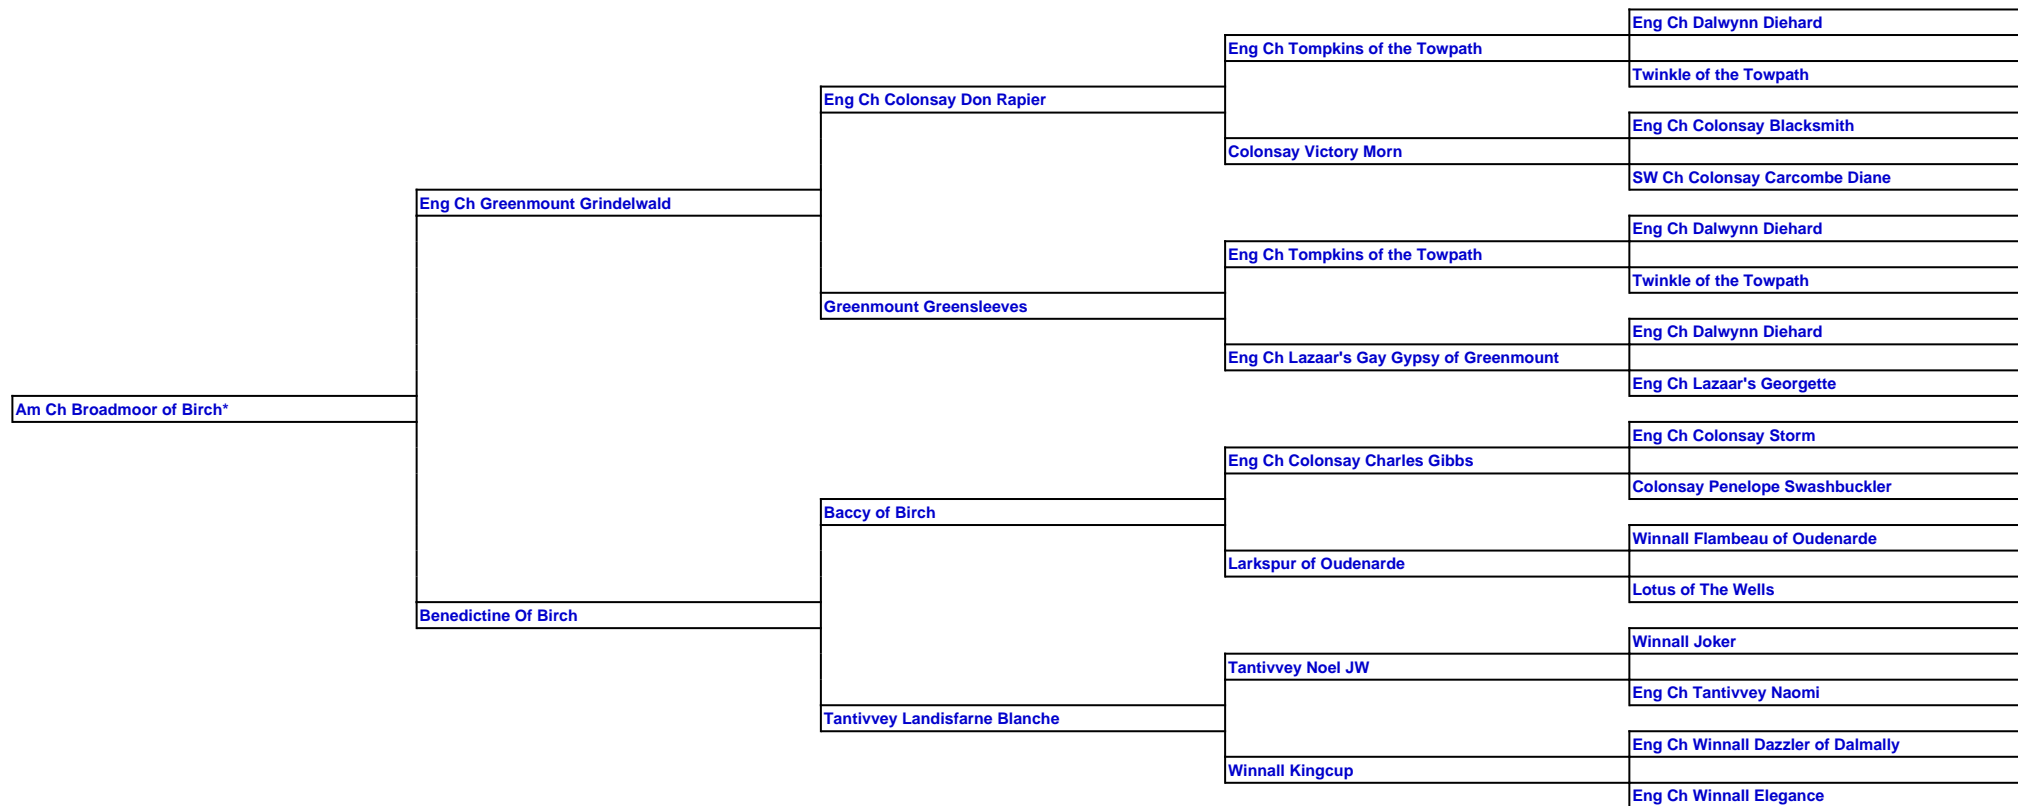 Eng Ch Dalwynn Diehard
Eng Ch Tompkins of the Towpath
Twinkle of the Towpath
Eng Ch Colonsay Don Rapier
Eng Ch Colonsay Blacksmith
Colonsay Victory Morn
SW Ch Colonsay Carcombe Diane
Eng Ch Greenmount Grindelwald
Eng Ch Dalwynn Diehard
Eng Ch Tompkins of the Towpath
Twinkle of the Towpath
Greenmount Greensleeves
Eng Ch Dalwynn Diehard
Eng Ch Lazaar's Gay Gypsy of Greenmount
Eng Ch Lazaar's Georgette
Am Ch Broadmoor of Birch*
Eng Ch Colonsay Storm
Eng Ch Colonsay Charles Gibbs
Colonsay Penelope Swashbuckler
Baccy of Birch
Winnall Flambeau of Oudenarde
Larkspur of Oudenarde
Lotus of The Wells
Benedictine Of Birch
Winnall Joker
Tantivvey Noel JW
Eng Ch Tantivvey Naomi
Tantivvey Landisfarne Blanche
Eng Ch Winnall Dazzler of Dalmally
Winnall Kingcup
Eng Ch Winnall Elegance